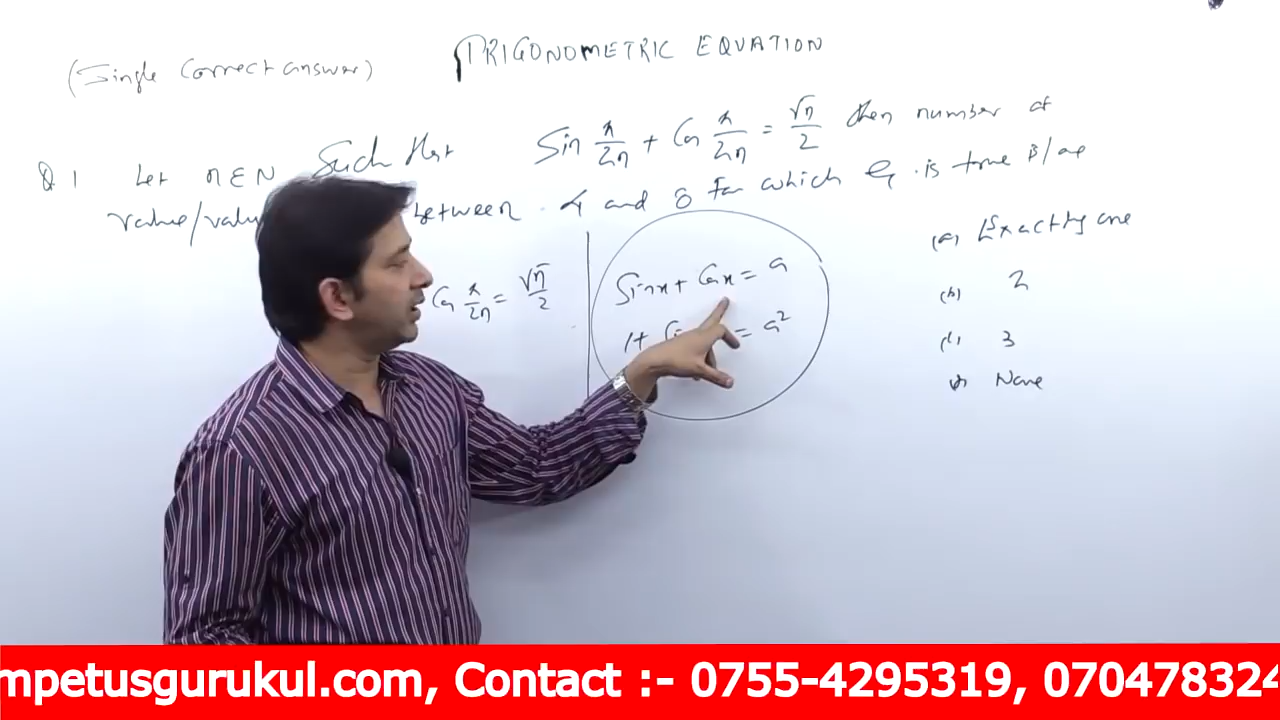 TRIGONOMETRIC EQUATION
(Single Correct answer)
Q 1 Let n∈N Such that Sin π/2n + Cos π/2n = √n/2 then number of
value/valu between 4 and 8 for which Eq. is true is/are
(a) Exactly one
(b) 2
(c) 3
(d) None
Cos π/2n = √n/2
Sinx + Cosx = a
1+ = a²
mpetusgurukul.com, Contact :- 0755-4295319, 070478324